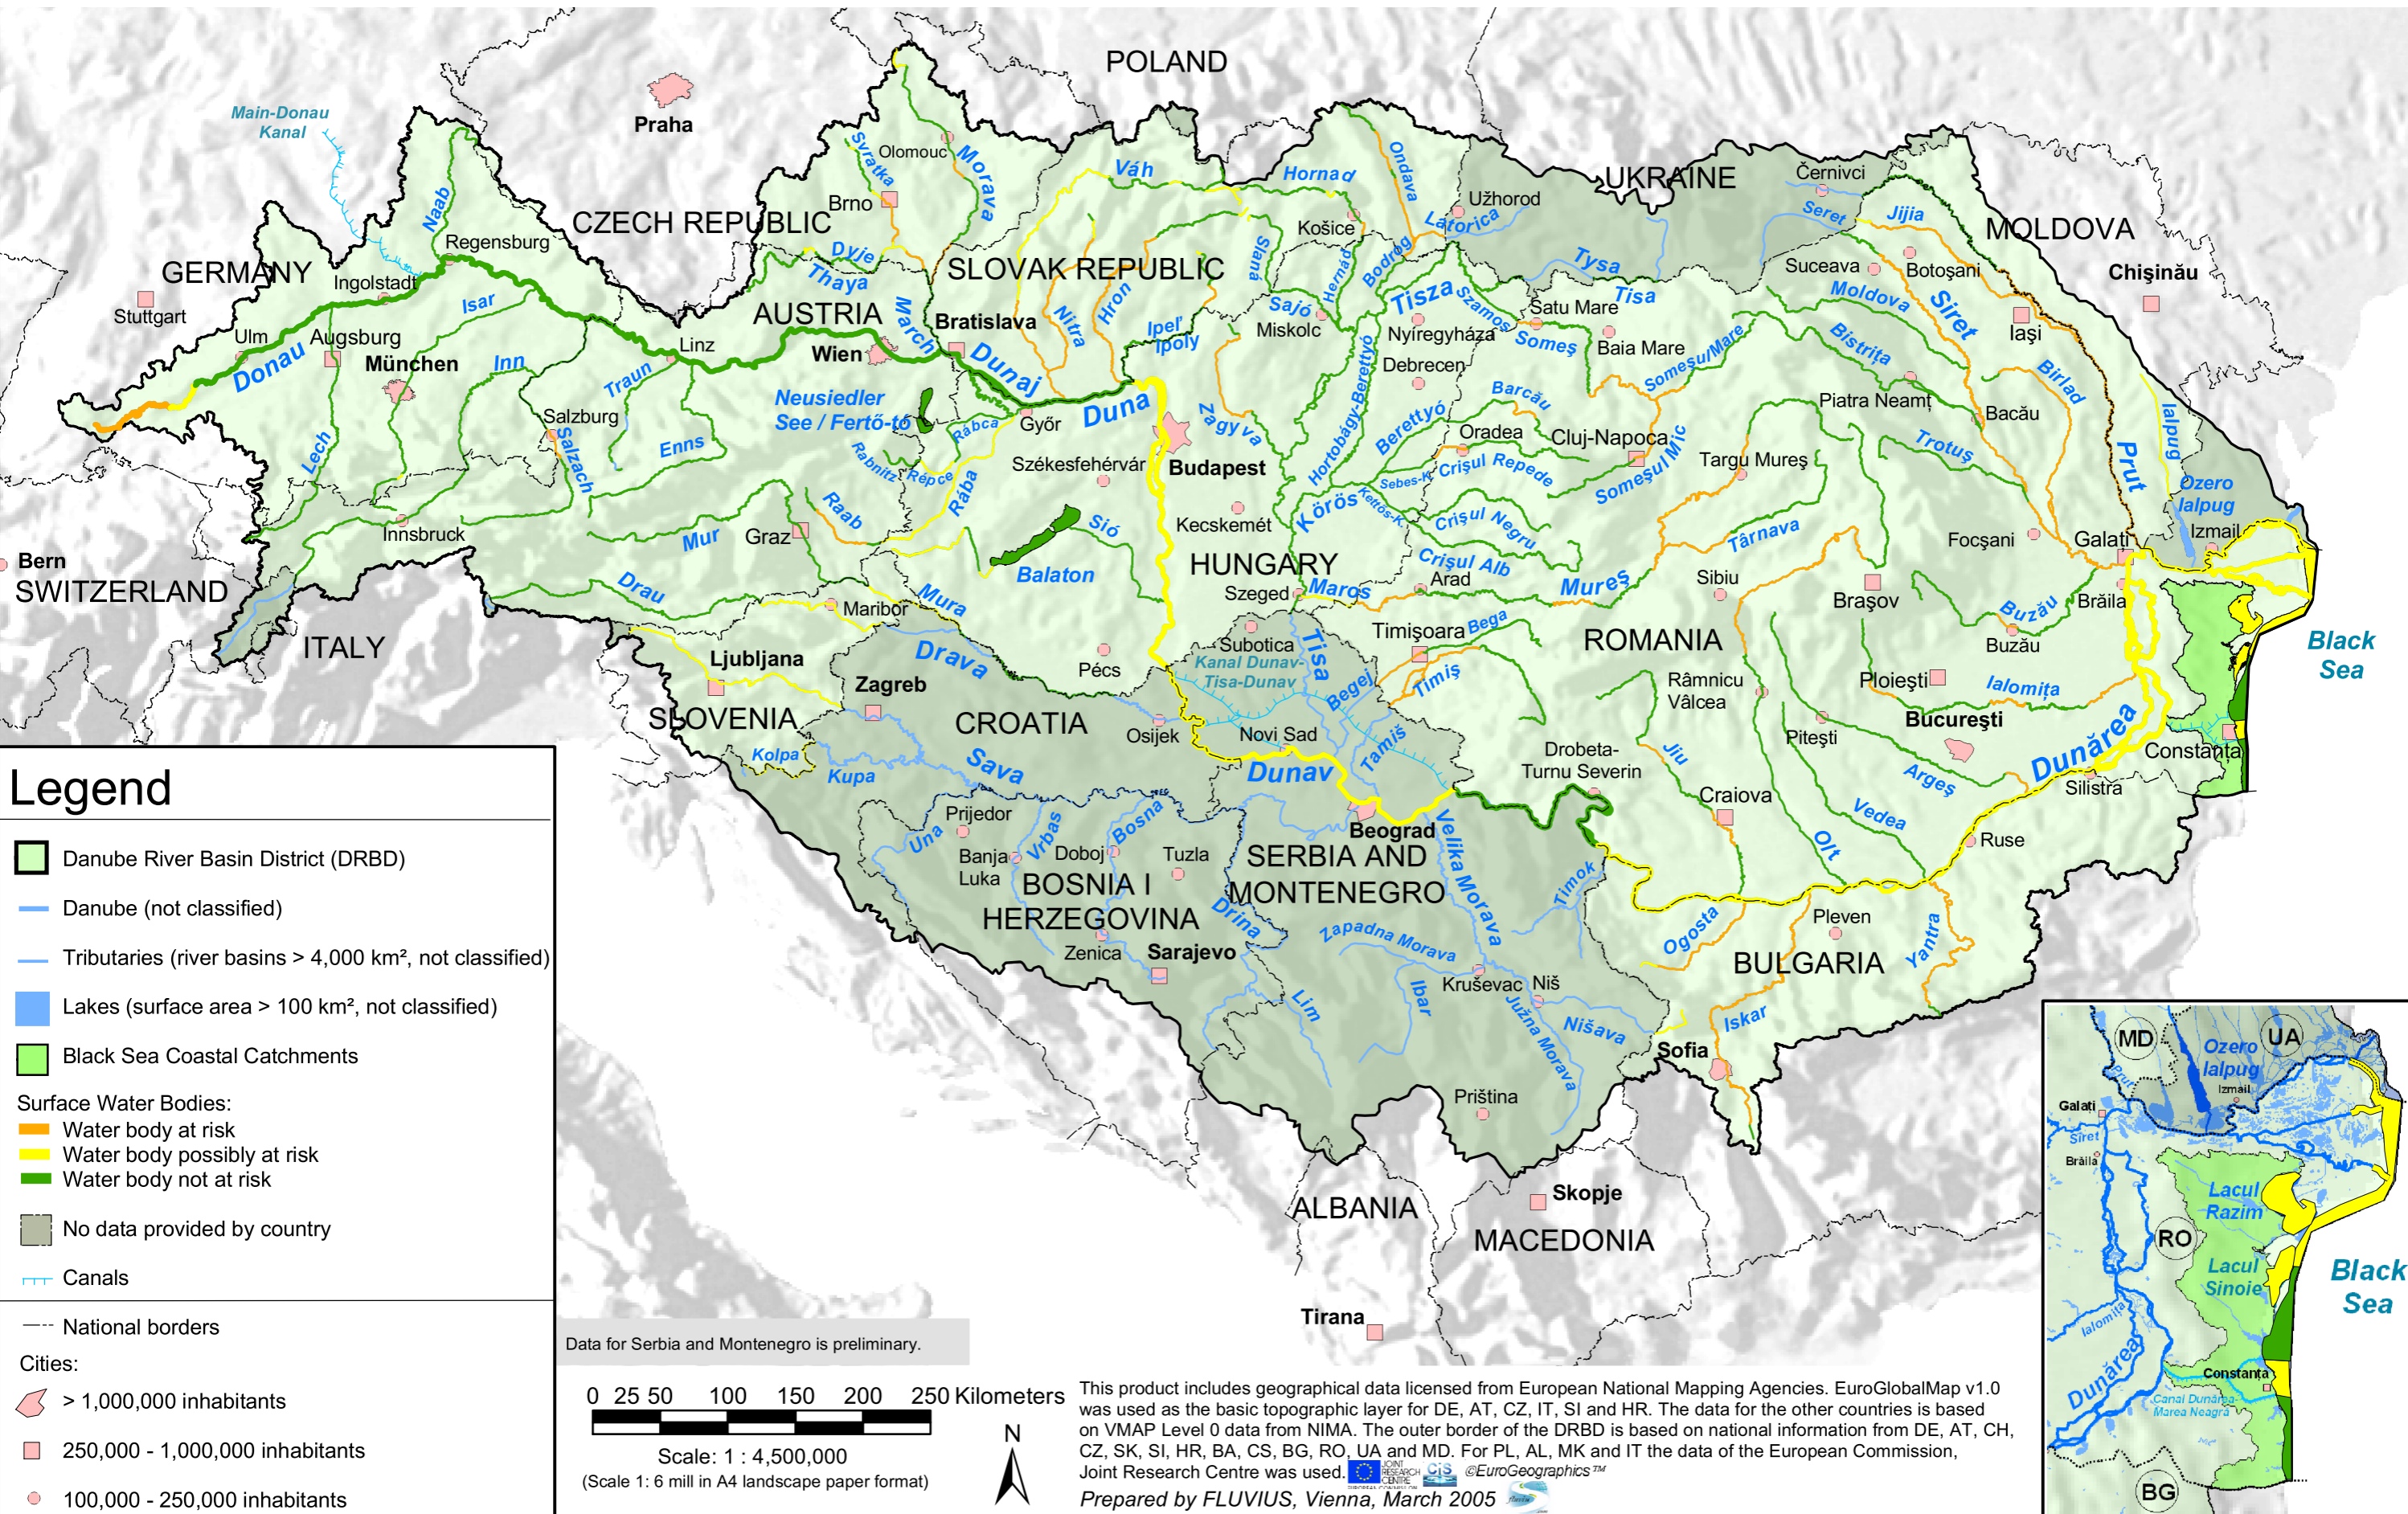 POLAND
Main-Donau
Kanal
Praha
Olomouc
Svratka
Morava
Váh
Hornad
Ondava
Užhorod
Latorica
UKRAINE
Černivci
Seret
Jijia
MOLDOVA
Chişinău
Naab
CZECH REPUBLIC
Brno
Košice
Regensburg
Dyje
Thaya
SLOVAK REPUBLIC
Slaná
Hernád
Bodrog
Tysa
Tisa
Suceava
Botoşani
GERMANY
Ingolstadt
Isar
AUSTRIA
March
Bratislava
Nitra
Hron
Ipeľ
Ipoly
Sajó
Miskolc
Tisza
Szamos
Someş
Satu Mare
Moldova
Siret
Iaşi
Stuttgart
Ulm
Augsburg
München
Donau
Inn
Linz
Wien
Dunaj
Nyíregyháza
Baia Mare
Someşu/Mare
Bistriţa
Birlad
Debrecen
Traun
Neusiedler
See / Fertő-tó
Duna
Zagyva
Hortobágy-Berettyó
Berettyó
Barcău
Piatra Neamţ
Bacău
Ialpug
Prut
Salzburg
Salzach
Enns
Rábca
Győr
Oradea
Cluj-Napoca
Trotuş
Lech
Rabnitz
Répce
Rába
Székesfehérvár
Budapest
Sebes-K.
Crişul Repede
Someşul Mic
Targu Mureş
Ozero
Ialpug
Innsbruck
Mur
Graz
Raab
Sió
Kecskemét
Körös
Kettös-K.
Crişul Negru
Târnava
Focşani
Galaţi
Izmail
Bern
SWITZERLAND
Drau
Balaton
HUNGARY
Crişul Alb
Szeged
Maros
Arad
Mureş
Sibiu
Braşov
Buzău
Brăila
Maribor
Mura
ITALY
Subotica
Tisa
Timişoara
Bega
ROMANIA
Buzău
Black
Sea
Ljubljana
Drava
Pécs
Kanal Dunav-
Tisa-Dunav
Begej
Timiş
Râmnicu
Vâlcea
Ploieşti
Ialomiţa
Zagreb
SLOVENIA
CROATIA
Osijek
Novi Sad
Tamiš
Drobeta-
Turnu Severin
Jiu
Piteşti
Bucureşti
Dunărea
Constanţa
Kolpa
Kupa
Sava
Dunav
Argeş
Silistra
Prijedor
Una
Vrbas
Bosna
Beograd
Velika Morava
Craiova
Olt
Vedea
Ruse
Banja
Luka
Doboj
Tuzla
SERBIA AND
MONTENEGRO
BOSNIA I
HERZEGOVINA
Timok
Drina
Zapadna Morava
Ogosta
Pleven
Yantra
Zenica
Sarajevo
BULGARIA
Kruševac
Niš
Lim
Ibar
Južna Morava
Nišava
Iskar
Sofia
Priština
ALBANIA
Skopje
MACEDONIA
Tirana
Legend
Danube River Basin District (DRBD)
Danube (not classified)
Tributaries (river basins > 4,000 km², not classified)
Lakes (surface area > 100 km², not classified)
Black Sea Coastal Catchments
Surface Water Bodies:
Water body at risk
Water body possibly at risk
Water body not at risk
No data provided by country
Canals
National borders
Cities:
> 1,000,000 inhabitants
250,000 - 1,000,000 inhabitants
100,000 - 250,000 inhabitants
Data for Serbia and Montenegro is preliminary.
0 25 50 100 150 200 250 Kilometers
Scale: 1 : 4,500,000
(Scale 1: 6 mill in A4 landscape paper format)
N
This product includes geographical data licensed from European National Mapping Agencies. EuroGlobalMap v1.0
was used as the basic topographic layer for DE, AT, CZ, IT, SI and HR. The data for the other countries is based
on VMAP Level 0 data from NIMA. The outer border of the DRBD is based on national information from DE, AT, CH,
CZ, SK, SI, HR, BA, CS, BG, RO, UA and MD. For PL, AL, MK and IT the data of the European Commission,
Joint Research Centre was used.
JOINT
RESEARCH
CENTRE
EUROPEAN COMMISSION
CIS
©EuroGeographics™
Prepared by FLUVIUS, Vienna, March 2005
MD
UA
Ozero
Ialpug
Izmail
Prut
Galaţi
Siret
Brăila
Lacul
Razim
RO
Lacul
Sinoie
Black
Sea
Ialomiţa
Dunărea
Constanţa
Canal Dunărea-
Marea Neagră
BG